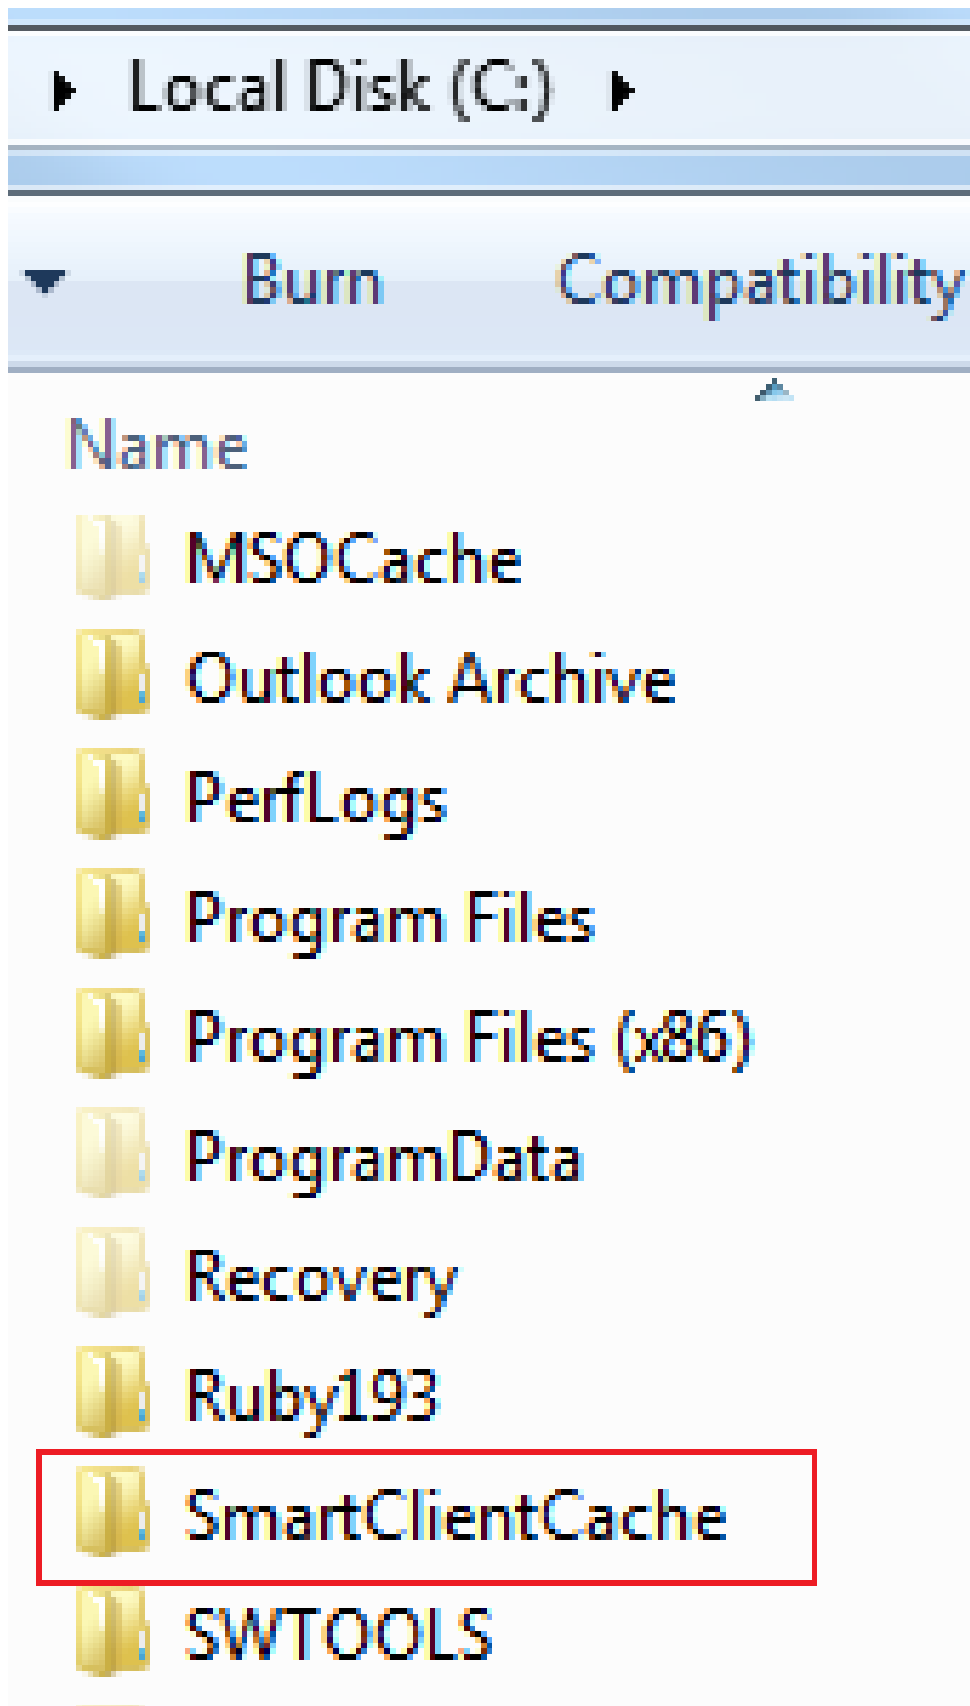 Local Disk (C:)
Burn Compatibility
Name
MSOCache
Outlook Archive
PerfLogs
Program Files
Program Files (x86)
ProgramData
Recovery
Ruby193
SmartClientCache
SWTOOLS